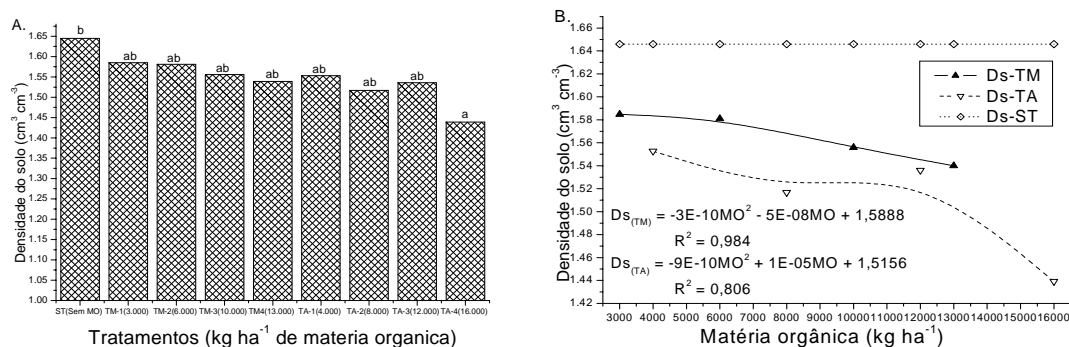 A.
b
ab
ab
ab
ab
ab
ab
ab
a
1.65
1.60
1.55
1.50
1.45
1.40
1.35
1.30
1.25
1.20
1.15
1.10
1.05
1.00
Densidade do solo (cm³ cm⁻³)
ST(Sem MO) TM-1(3.000) TM-2(6.000) TM-3(10.000) TM4(13.000) TA-1(4.000) TA-2(8.000) TA-3(12.000) TA-4(16.000)
Tratamentos (kg ha⁻¹ de materia organica)
B.
1.66
1.64
1.62
1.60
1.58
1.56
1.54
1.52
1.50
1.48
1.46
1.44
1.42
Densidade do solo (cm³ cm⁻³)
Ds-TM
Ds-TA
Ds-ST
Ds(TM) = -3E-10MO² - 5E-08MO + 1,5888
R² = 0,984
Ds(TA) = -9E-10MO² + 1E-05MO + 1,5156
R² = 0,806
3000 4000 5000 6000 7000 8000 9000 10000 11000 12000 13000 14000 15000 16000
Matéria orgânica (kg ha⁻¹)